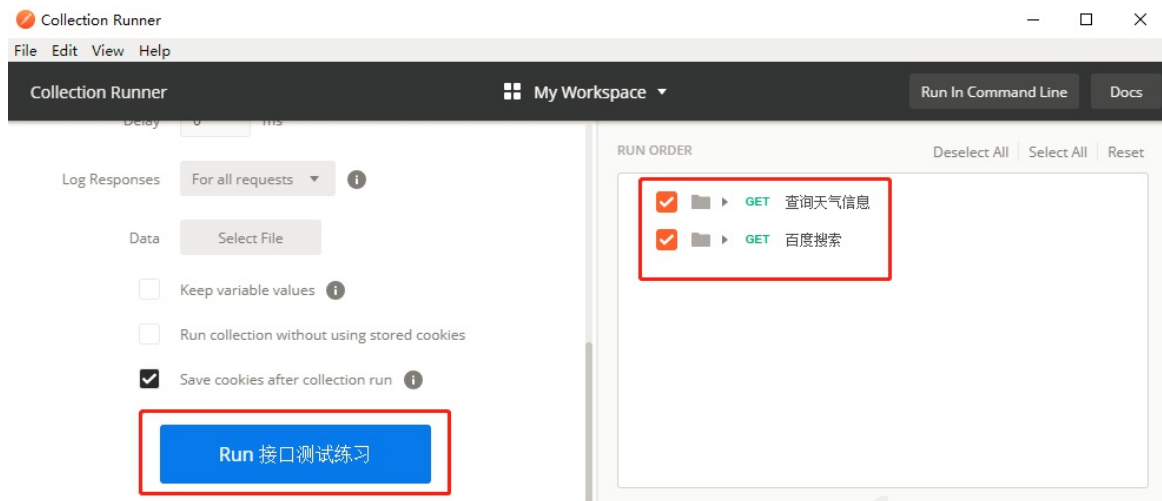 Collection Runner
File Edit View Help
Collection Runner
My Workspace
Run In Command Line
Docs
Delay 0 ms
Log Responses For all requests
Data Select File
Keep variable values
Run collection without using stored cookies
Save cookies after collection run
Run 接口测试练习
RUN ORDER
Deselect All Select All Reset
GET 查询天气信息
GET 百度搜索